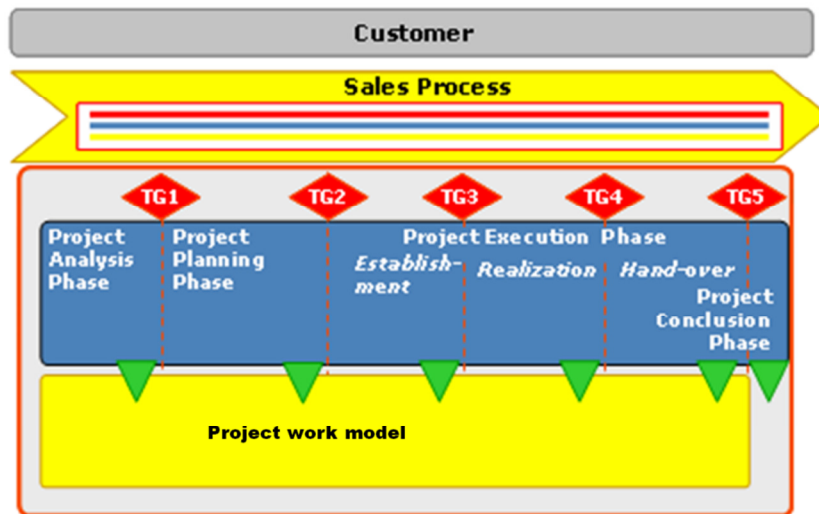 Customer
Sales Process
TG1
TG2
TG3
TG4
TG5
Project
Analysis
Phase
Project
Planning
Phase
Project Execution Phase
Establish-
ment
Realization
Hand-over
Project
Conclusion
Phase
Project work model